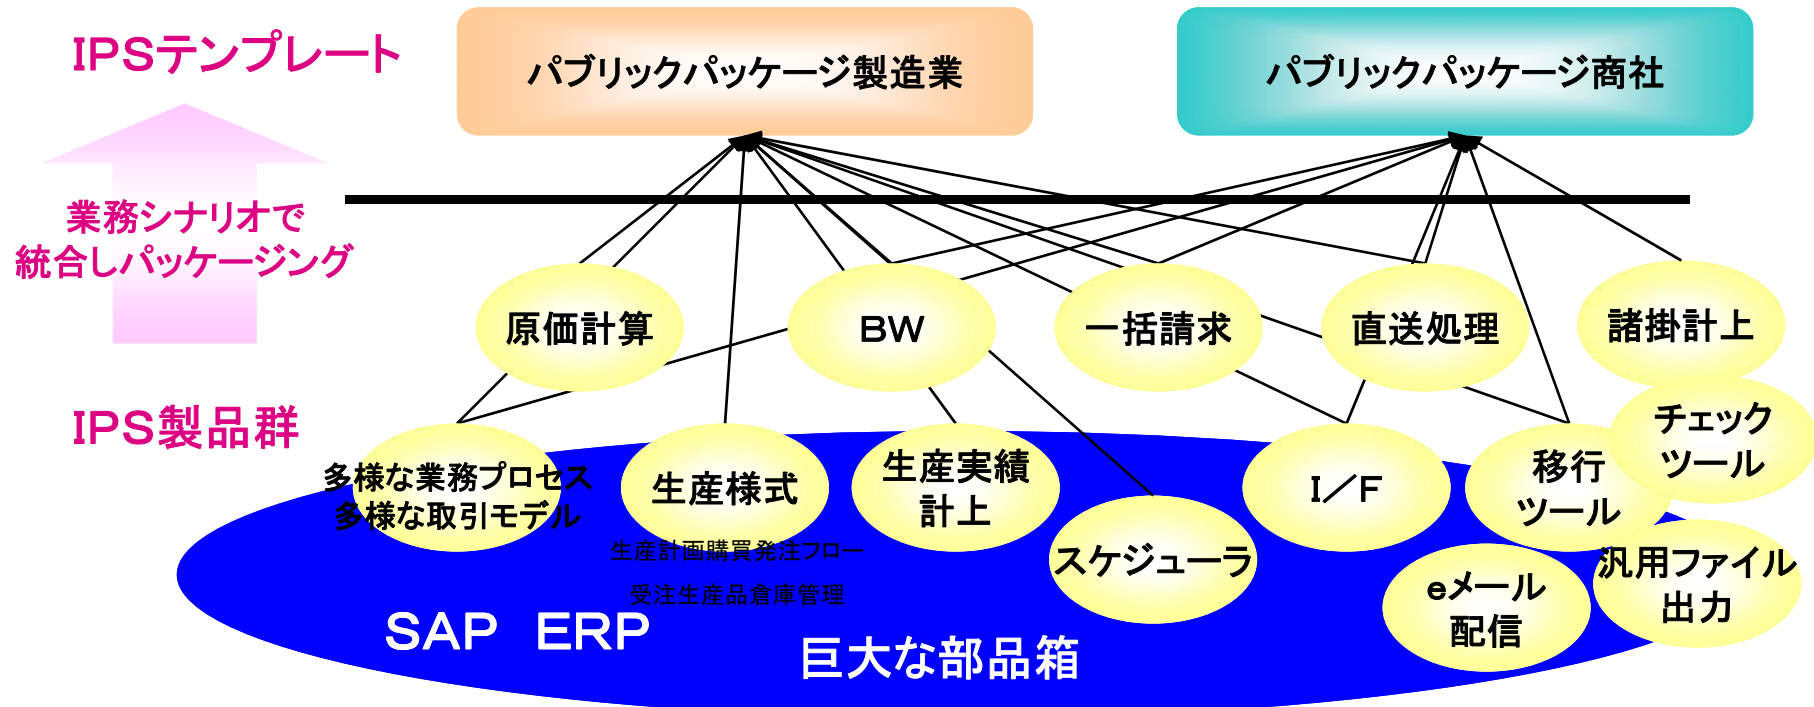 IPSテンプレート
パブリックパッケージ製造業
パブリックパッケージ商社
業務シナリオで
統合しパッケージング
原価計算
BW
一括請求
直送処理
諸掛計上
IPS製品群
多様な業務プロセス
多様な取引モデル
生産様式
生産実績
計上
スケジューラ
I/F
移行
ツール
チェック
ツール
生産計画購買発注フロー
受注生産品倉庫管理
eメール
配信
汎用ファイル
出力
SAP ERP
巨大な部品箱